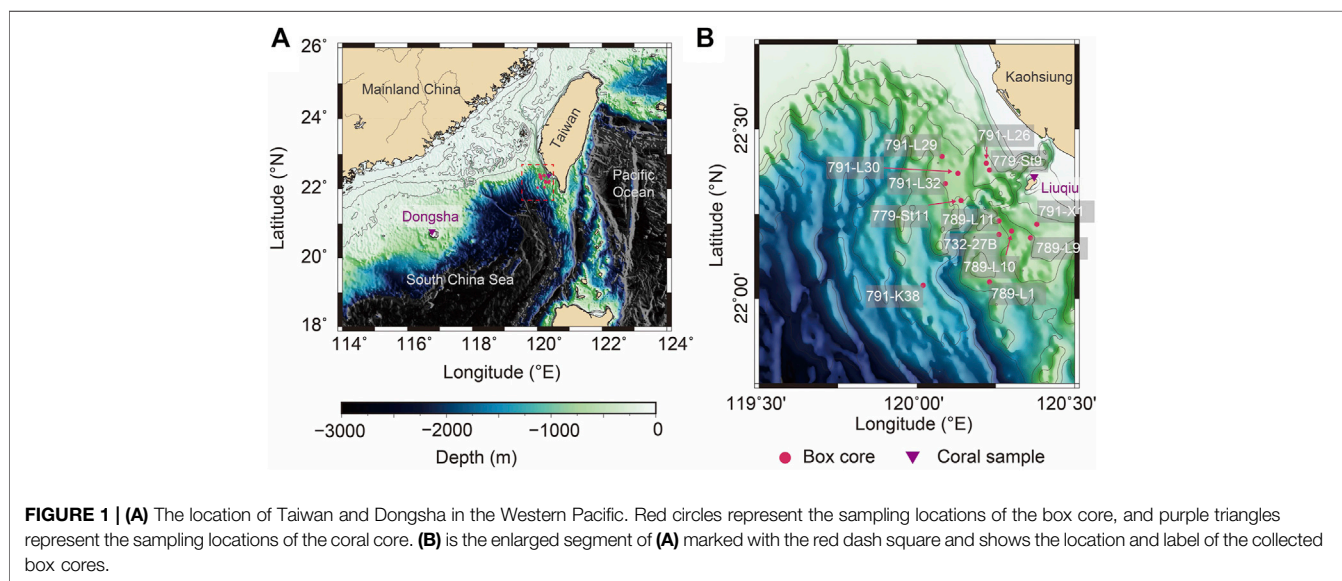 A
26°
24°
22°
20°
18°
Latitude (°N)
Mainland China
Taiwan
Pacific
Ocean
Dongsha
South China Sea
114° 116° 118° 120° 122° 124°
Longitude (°E)
−3000 −2000 −1000 0
Depth (m)
B
Kaohsiung
22°30'
22°00'
Latitude (°N)
791-L26
791-L29
779-St9
791-L30
791-L32
Liuqiu
779-St11
789-L11
791-X1
732-27B
789-L9
789-L10
791-K38
789-L1
119°30' 120°00' 120°30'
Longitude (°E)
Box core Coral sample
FIGURE 1 | (A) The location of Taiwan and Dongsha in the Western Pacific. Red circles represent the sampling locations of the box core, and purple triangles
represent the sampling locations of the coral core. (B) is the enlarged segment of (A) marked with the red dash square and shows the location and label of the collected
box cores.